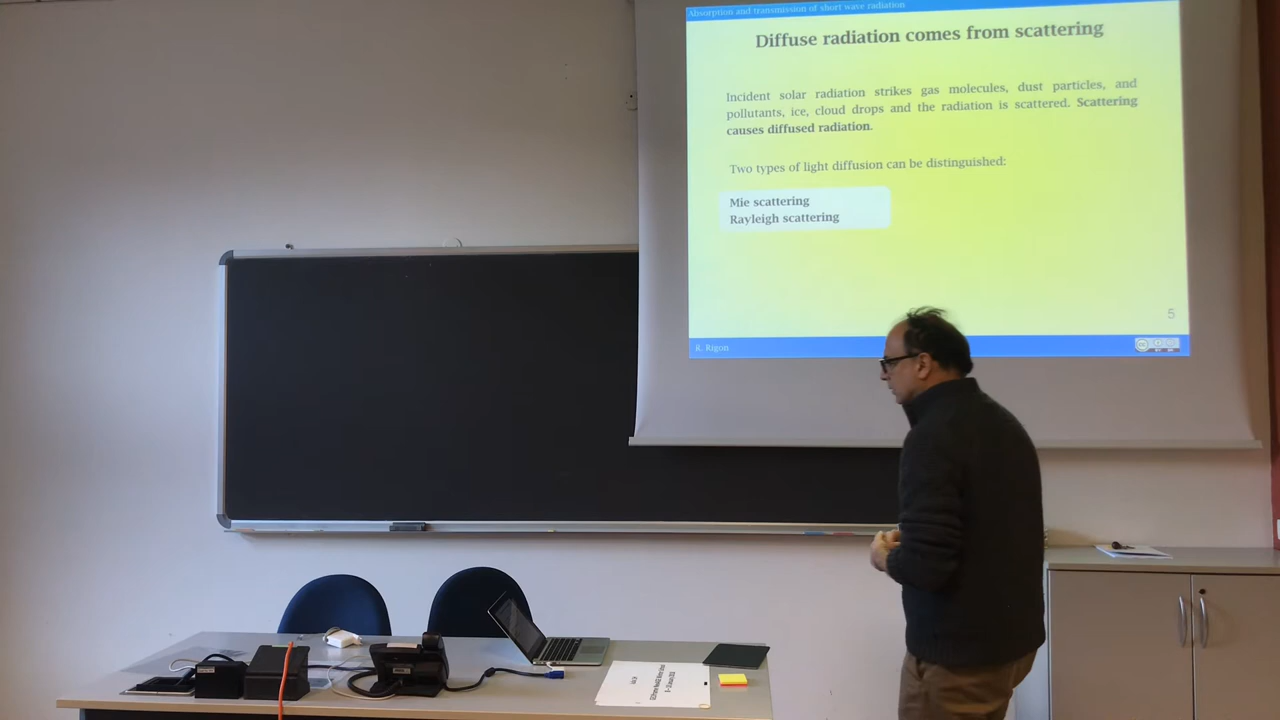 Absorption and transmission of short wave radiation
Diffuse radiation comes from scattering
Incident solar radiation strikes gas molecules, dust particles, and
pollutants, ice, cloud drops and the radiation is scattered. Scattering
causes diffused radiation.
Two types of light diffusion can be distinguished:
Mie scattering
Rayleigh scattering
5
R. Rigon